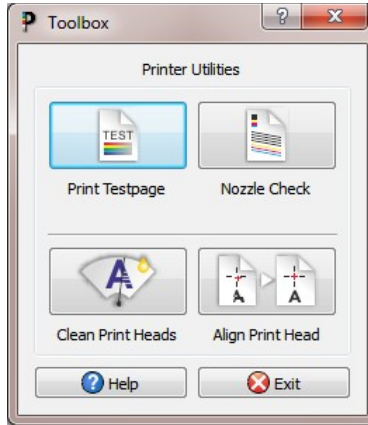 P Toolbox
Printer Utilities
TEST
Print Testpage
Nozzle Check
A
A
A
Clean Print Heads
Align Print Head
? Help
Exit